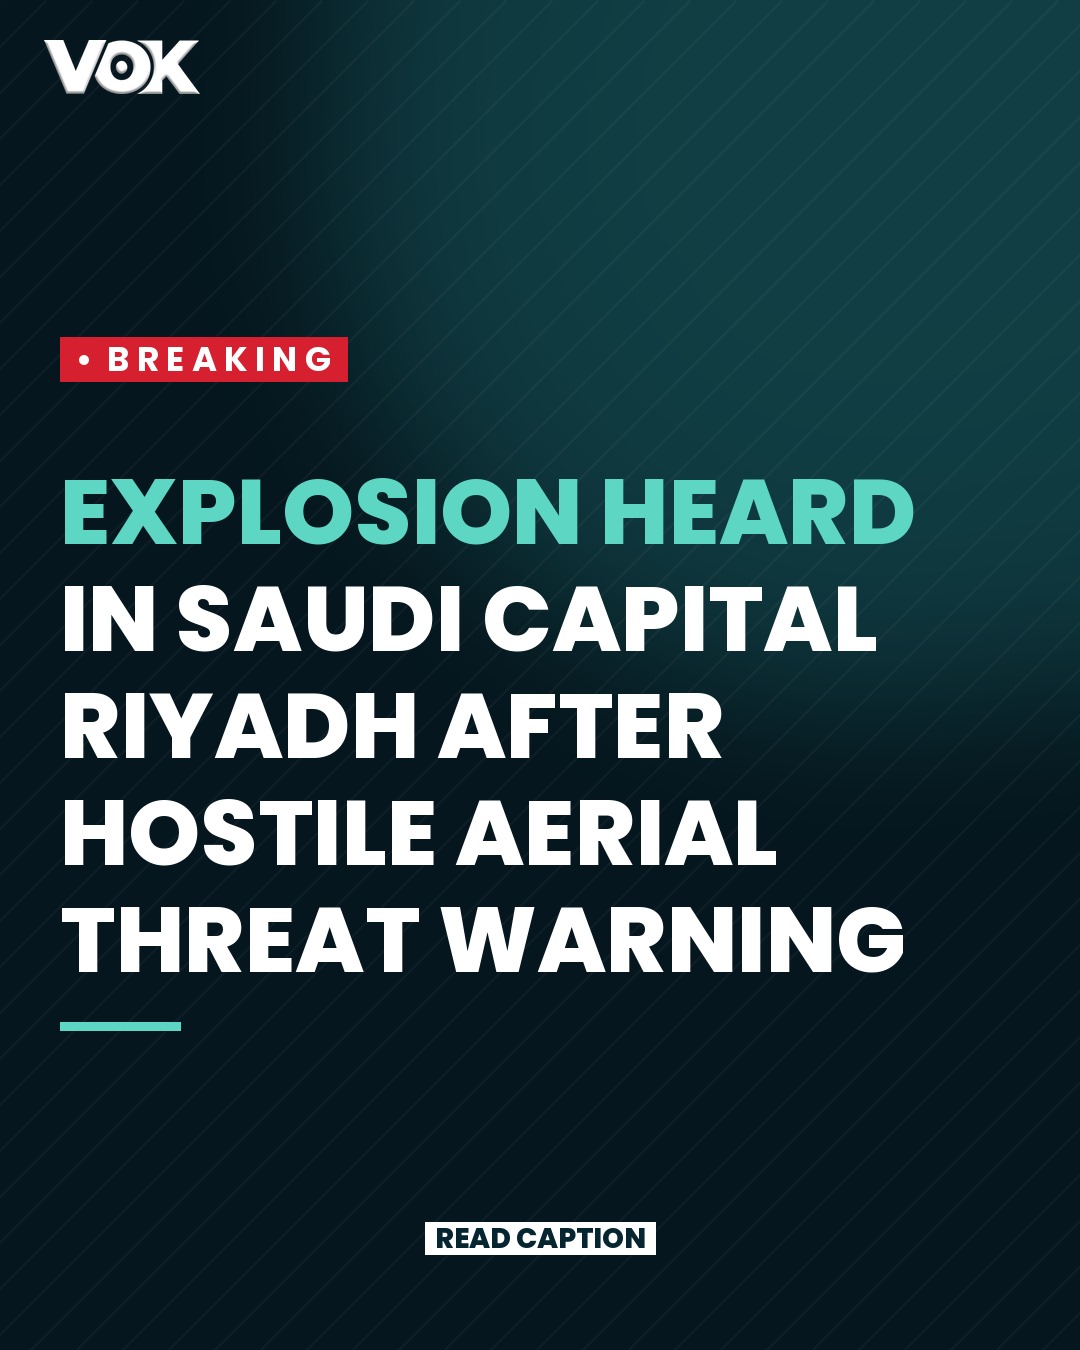 VOK
• BREAKING
EXPLOSION HEARD
IN SAUDI CAPITAL
RIYADH AFTER
HOSTILE AERIAL
THREAT WARNING
READ CAPTION